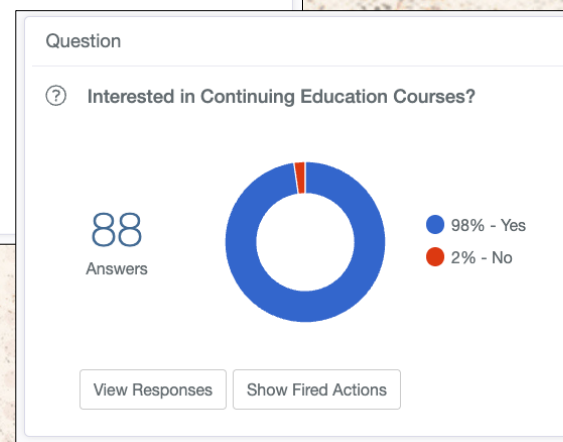 Question
? Interested in Continuing Education Courses?
88
Answers
98% - Yes
2% - No
View Responses
Show Fired Actions